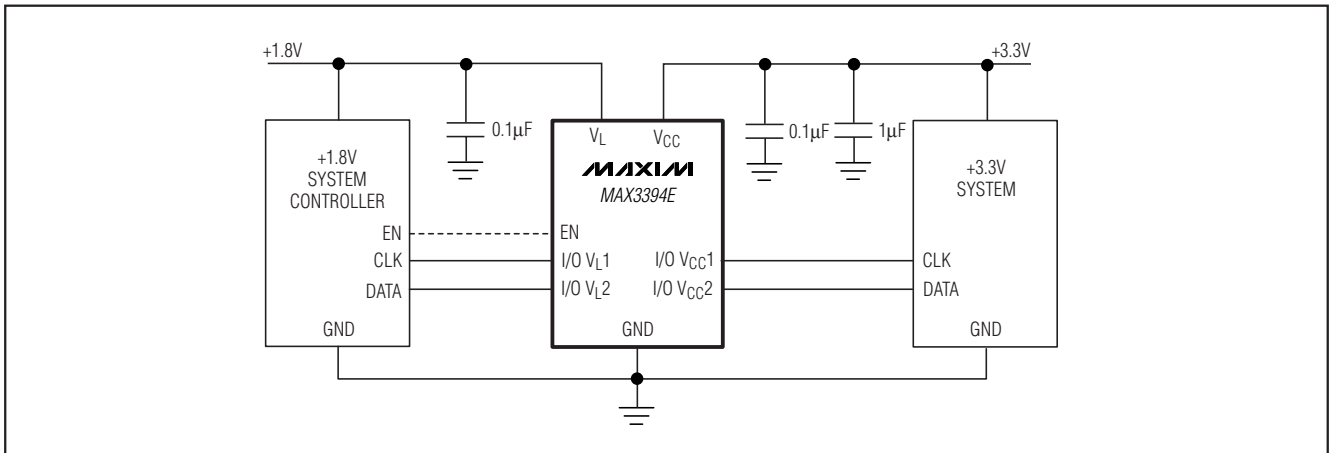 +1.8V
+3.3V
0.1µF
0.1µF
1µF
+1.8V
SYSTEM
CONTROLLER
EN
CLK
DATA
GND
VL
VCC
MAXIM
MAX3394E
EN
I/O VL1
I/O VL2
I/O VCC1
I/O VCC2
GND
+3.3V
SYSTEM
CLK
DATA
GND